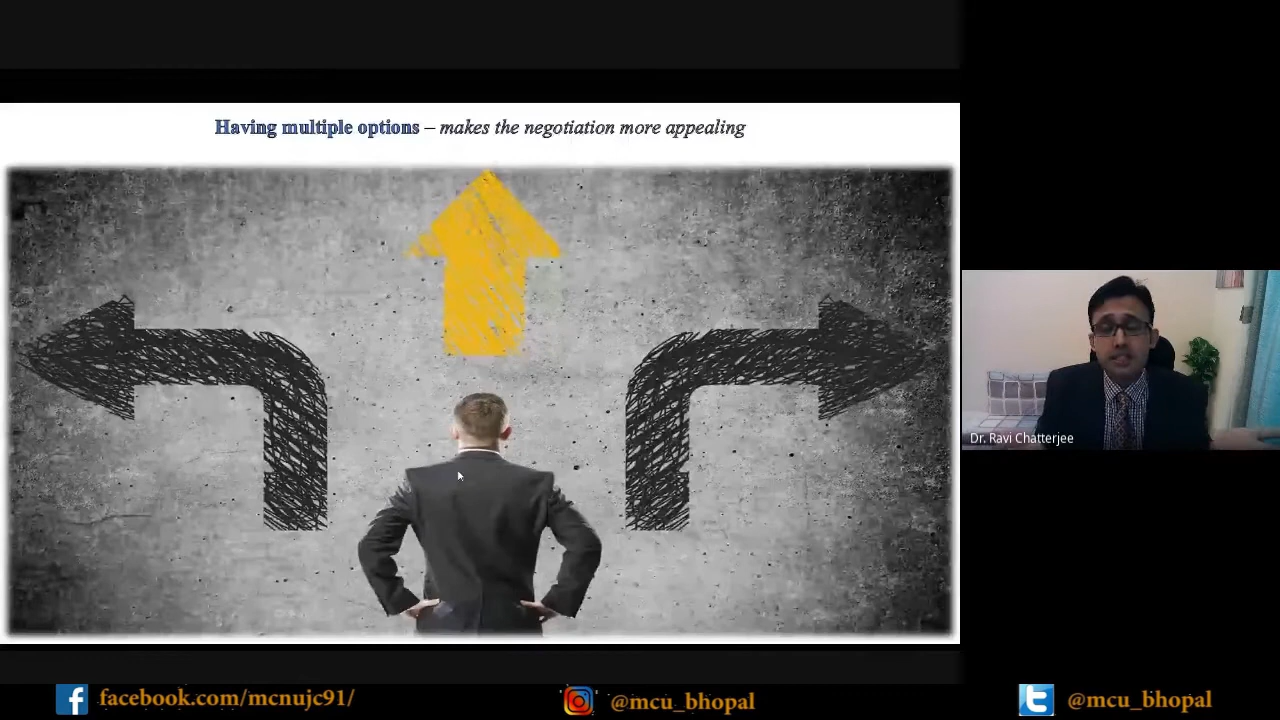 Having multiple options – makes the negotiation more appealing
Dr. Ravi Chatterjee
facebook.com/mcnujc91/
@mcu_bhopal
@mcu_bhopal